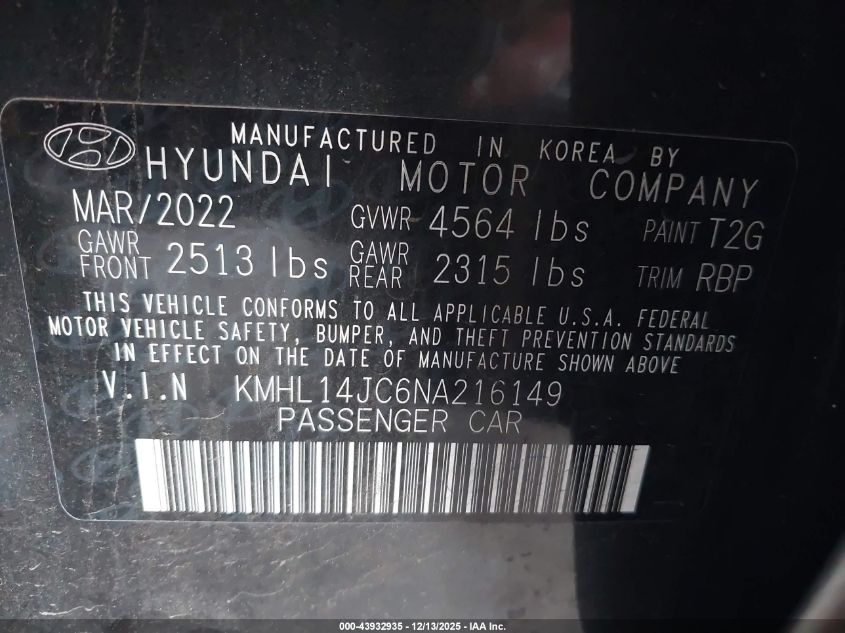 MANUFACTURED IN KOREA BY
HYUNDAI MOTOR COMPANY
MAR/2022 GVWR 4564 lbs PAINT T2G
GAWR FRONT 2513 lbs GAWR REAR 2315 lbs TRIM RBP
THIS VEHICLE CONFORMS TO ALL APPLICABLE U.S.A. FEDERAL
MOTOR VEHICLE SAFETY, BUMPER, AND THEFT PREVENTION STANDARDS
IN EFFECT ON THE DATE OF MANUFACTURE SHOWN ABOVE
V.I.N KMHL14JC6NA216149
PASSENGER CAR
000-43932935 - 12/13/2025 - IAA Inc.